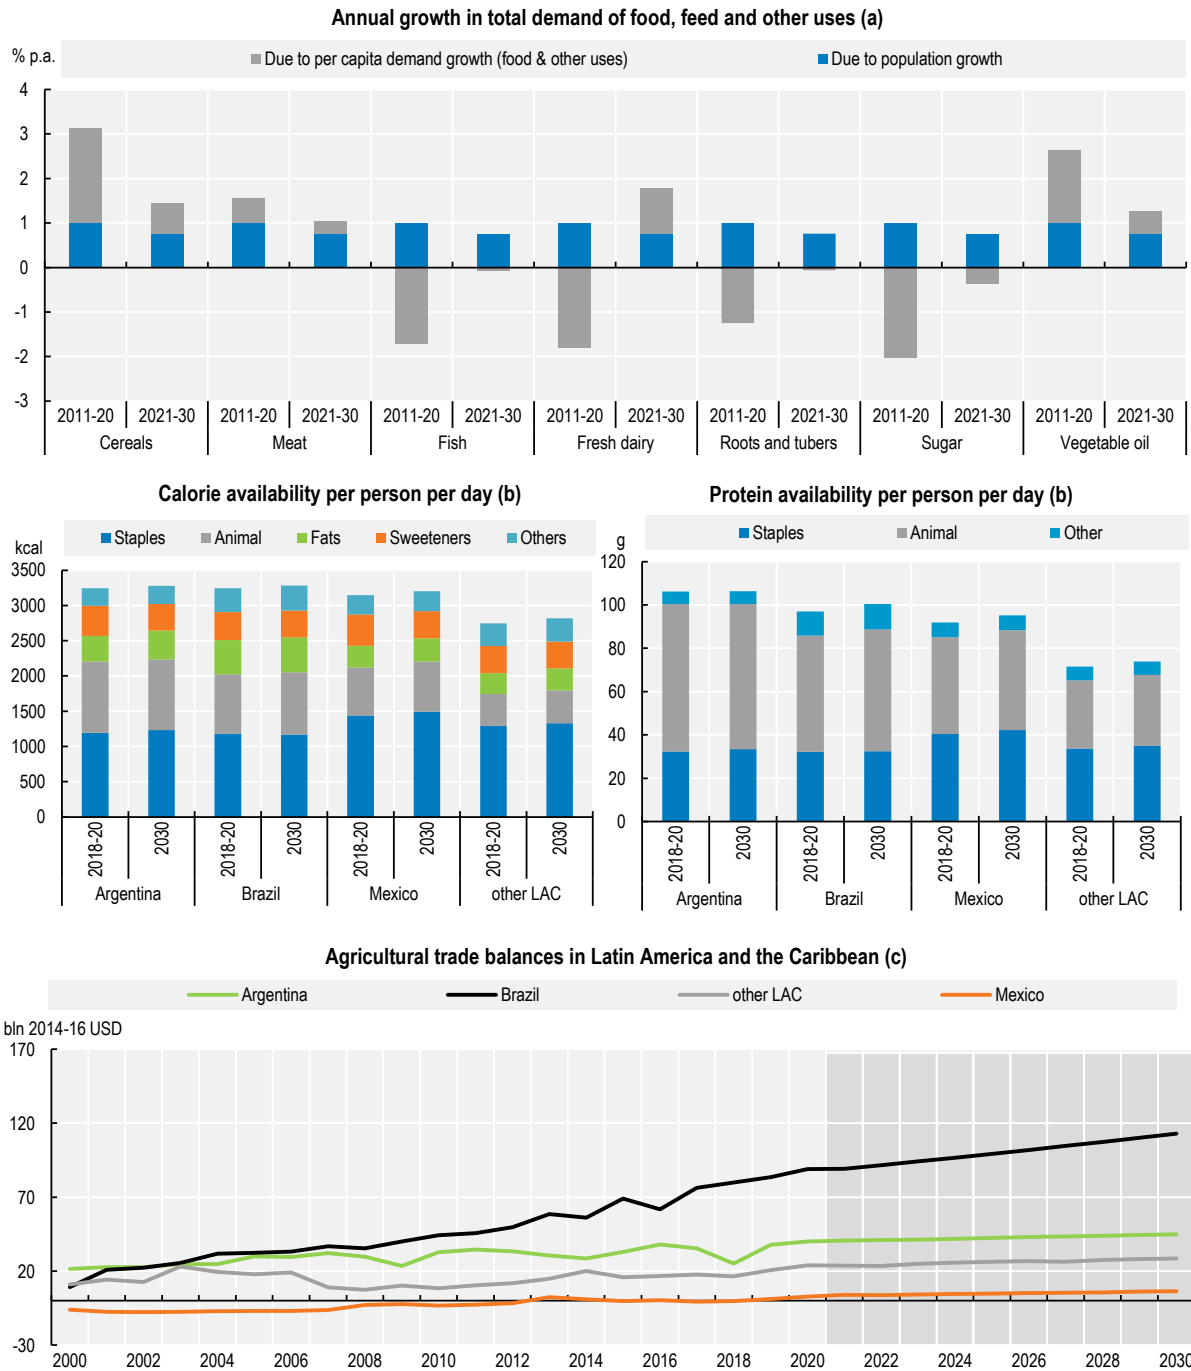 Annual growth in total demand of food, feed and other uses (a)
% p.a.
Due to per capita demand growth (food & other uses)
Due to population growth
4
3
2
1
0
-1
-2
-3
2011-20 2021-30 2011-20 2021-30 2011-20 2021-30 2011-20 2021-30 2011-20 2021-30 2011-20 2021-30 2011-20 2021-30
Cereals Meat Fish Fresh dairy Roots and tubers Sugar Vegetable oil
Calorie availability per person per day (b)
kcal
Staples Animal Fats Sweeteners Others
3500
3000
2500
2000
1500
1000
500
0
2018-20 2030 2018-20 2030 2018-20 2030 2018-20 2030
Argentina Brazil Mexico other LAC
Protein availability per person per day (b)
g
Staples Animal Other
120
100
80
60
40
20
0
2018-20 2030 2018-20 2030 2018-20 2030 2018-20 2030
Argentina Brazil Mexico other LAC
Agricultural trade balances in Latin America and the Caribbean (c)
Argentina Brazil other LAC Mexico
bln 2014-16 USD
170
120
70
20
-30
2000 2002 2004 2006 2008 2010 2012 2014 2016 2018 2020 2022 2024 2026 2028 2030